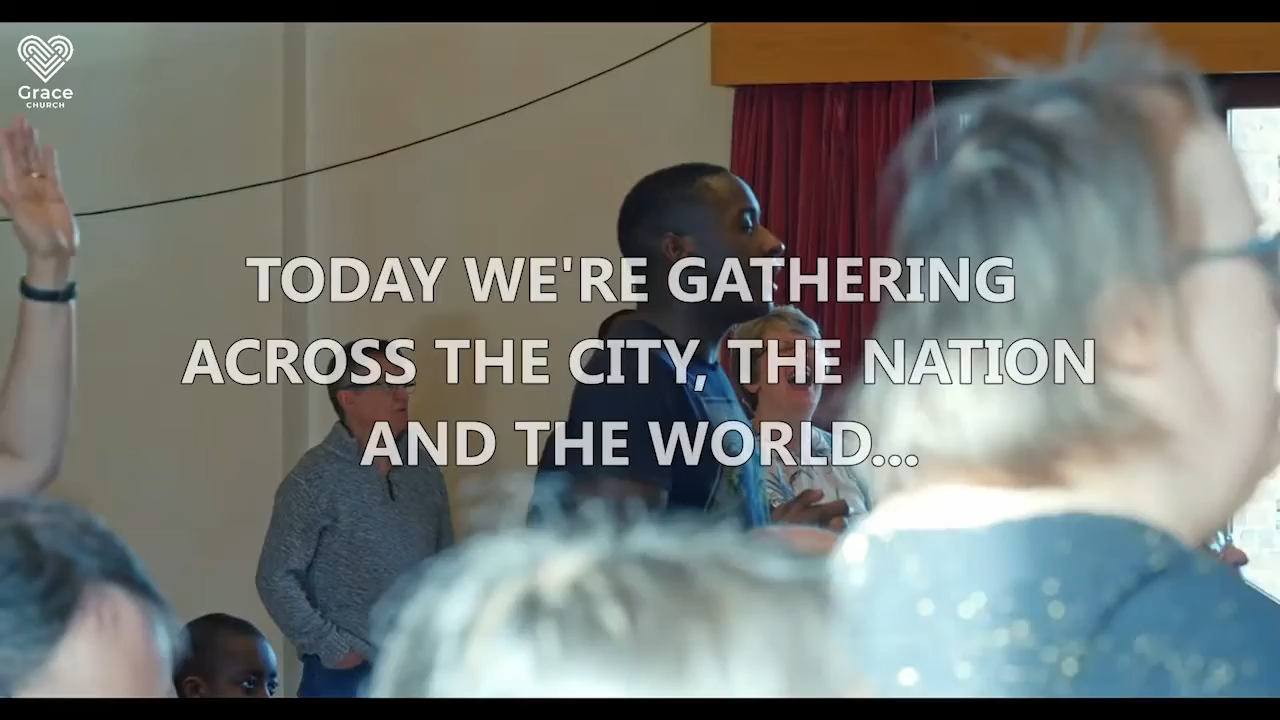 Grace
CHURCH
TODAY WE'RE GATHERING
ACROSS THE CITY, THE NATION
AND THE WORLD...